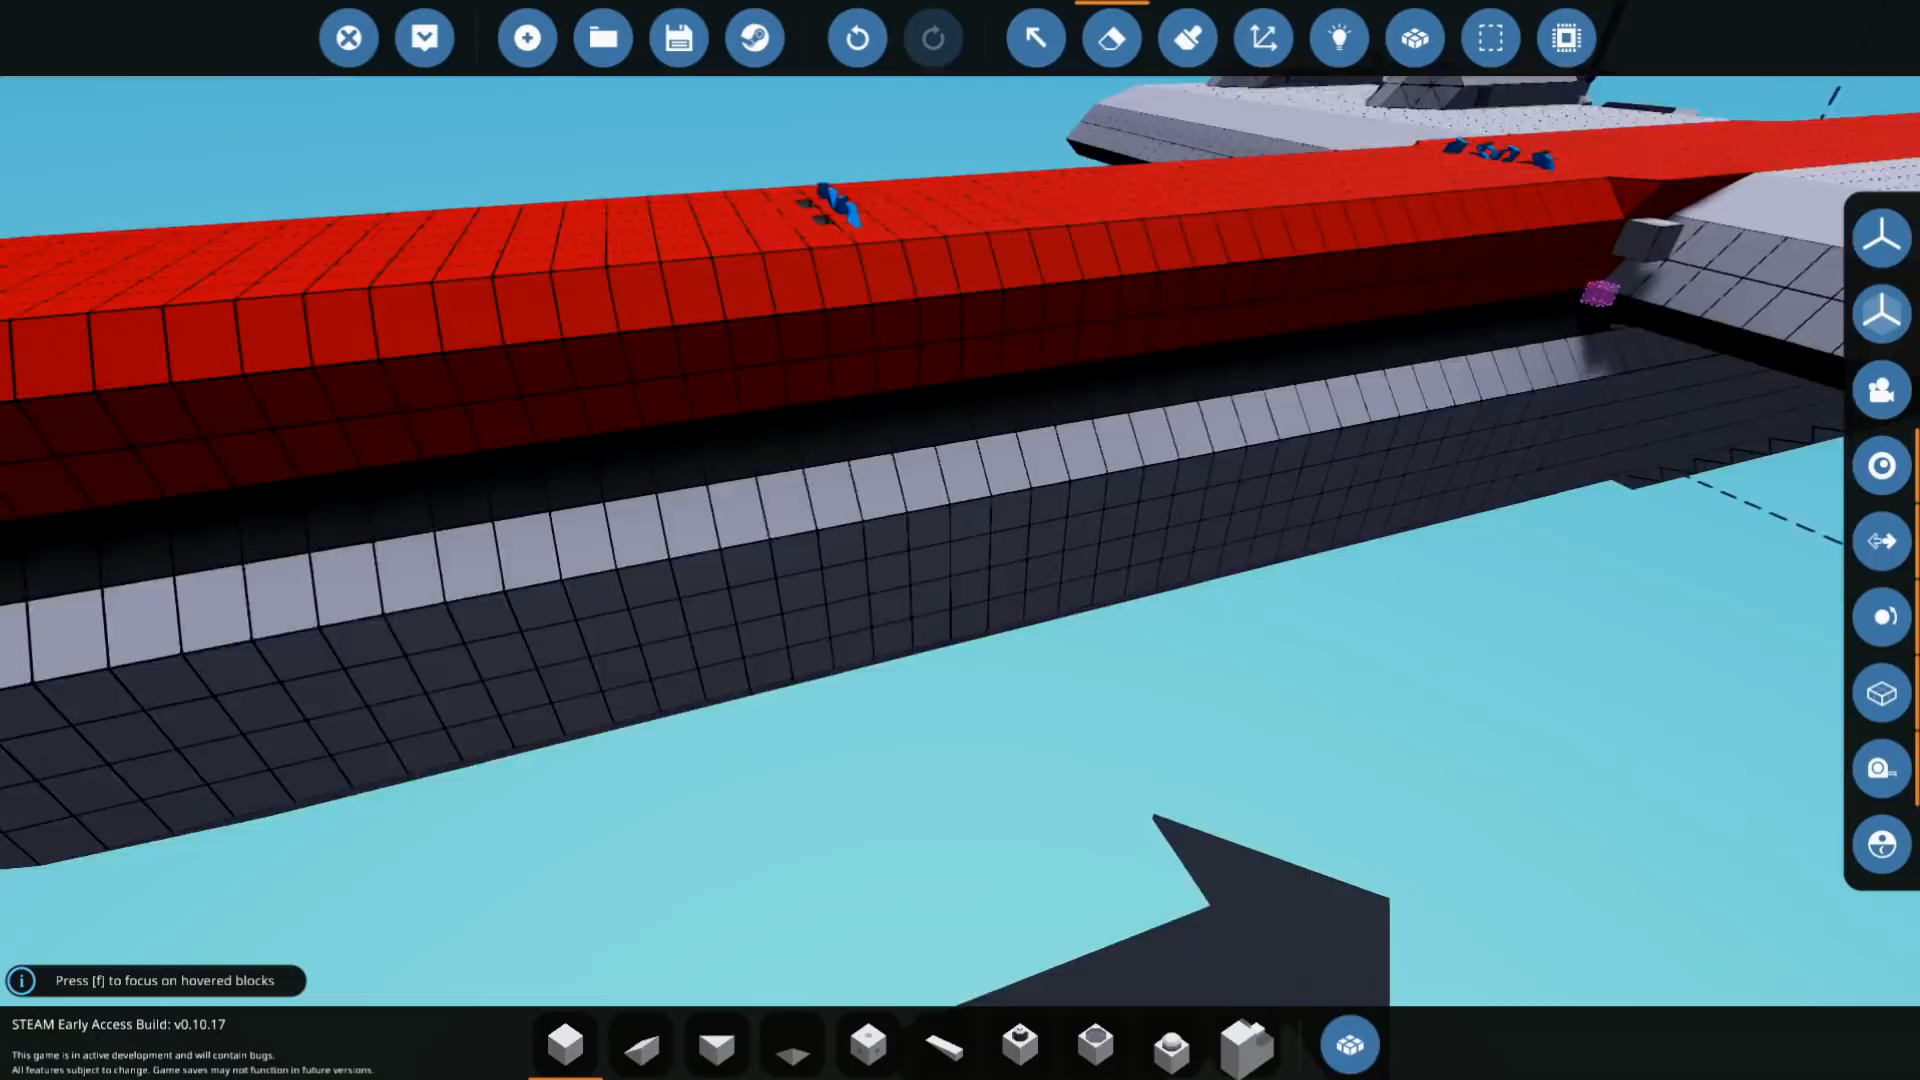 Press [f] to focus on hovered blocks
STEAM Early Access Build: v0.10.17
This game is in active development and will contain bugs.
All features subject to change. Game saves may not function in future versions.